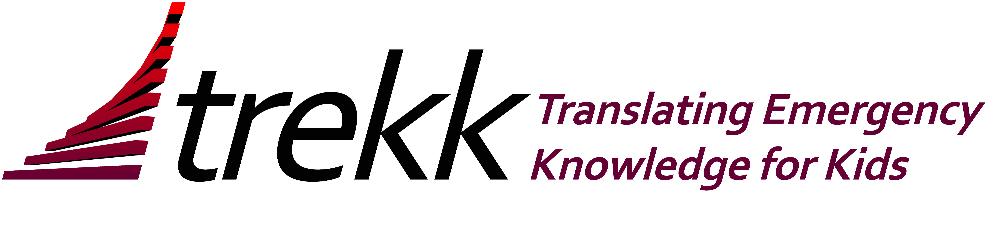 trekk
Translating Emergency
Knowledge for Kids